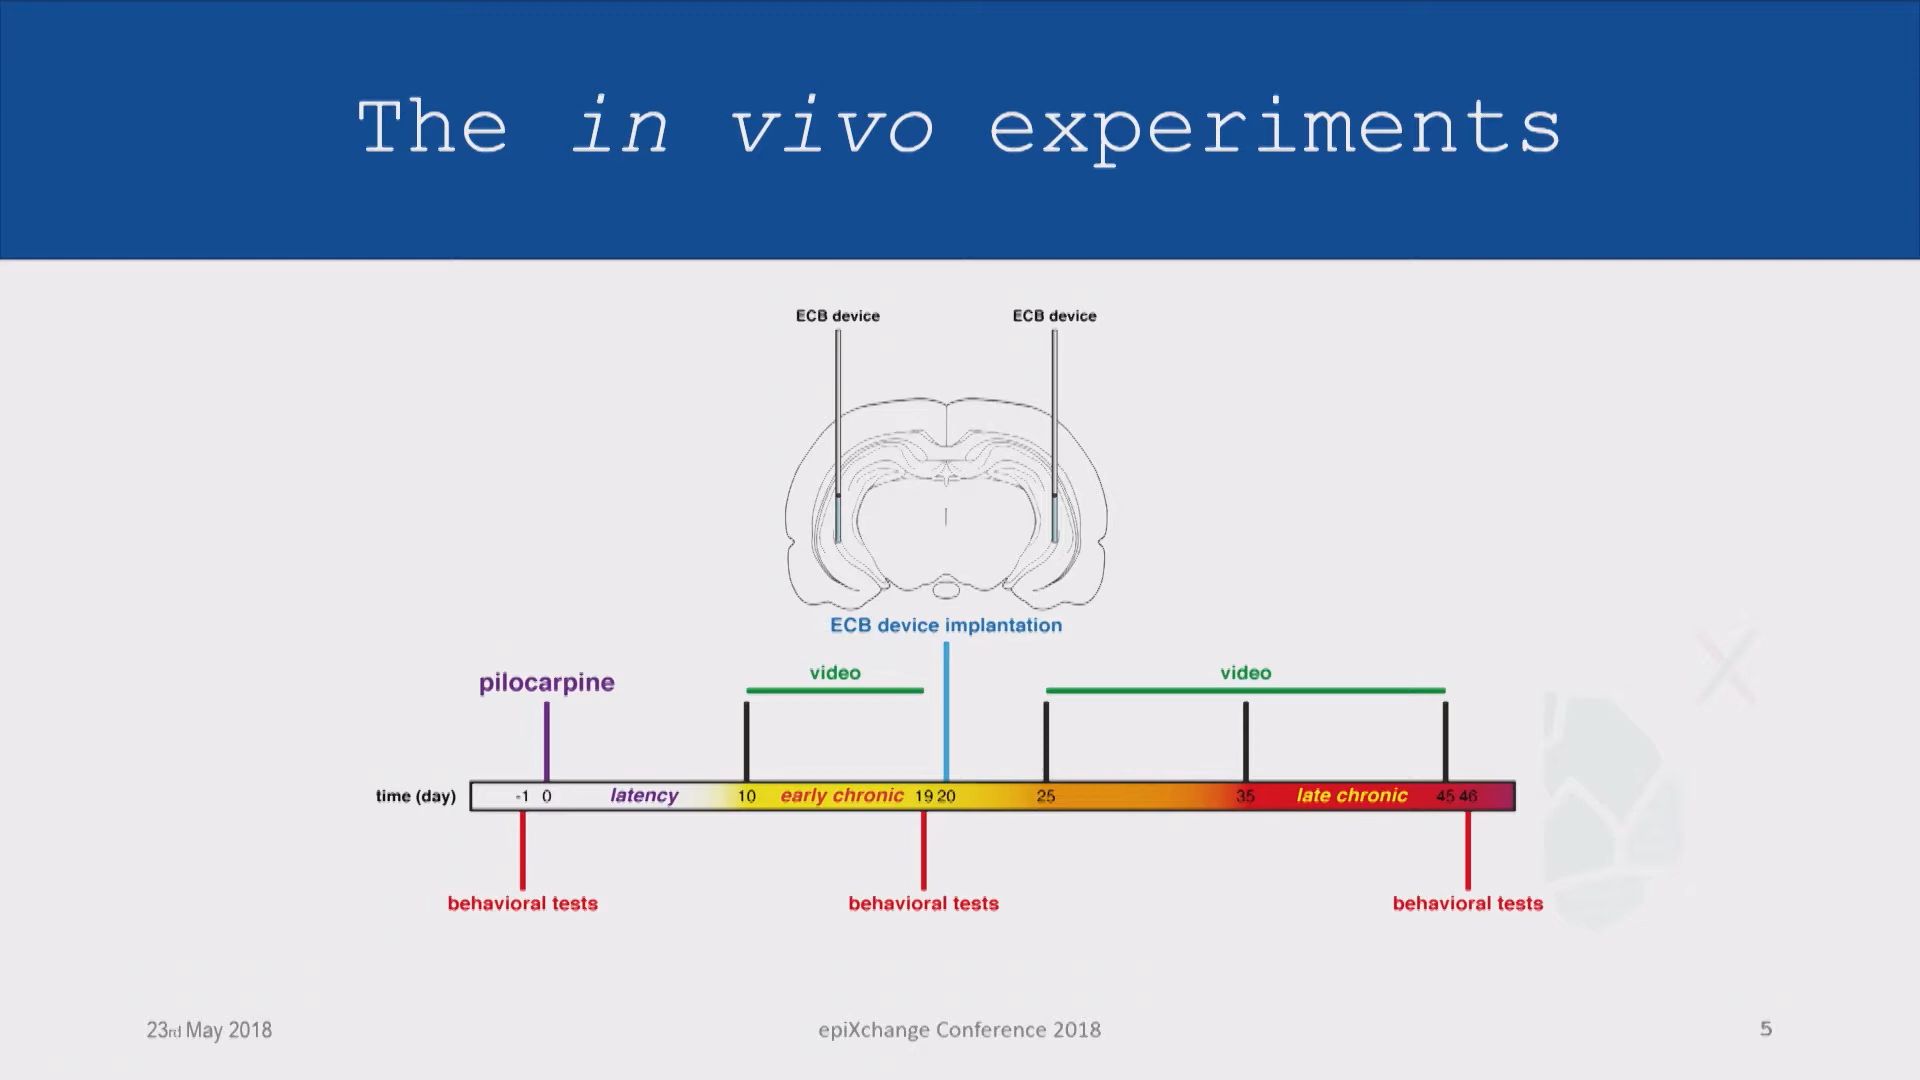 The in vivo experiments
ECB device ECB device
ECB device implantation
pilocarpine
video video
time (day) -1 0 latency 10 early chronic 19 20 25 35 late chronic 45 46
behavioral tests behavioral tests behavioral tests
23rd May 2018 epiXchange Conference 2018 5